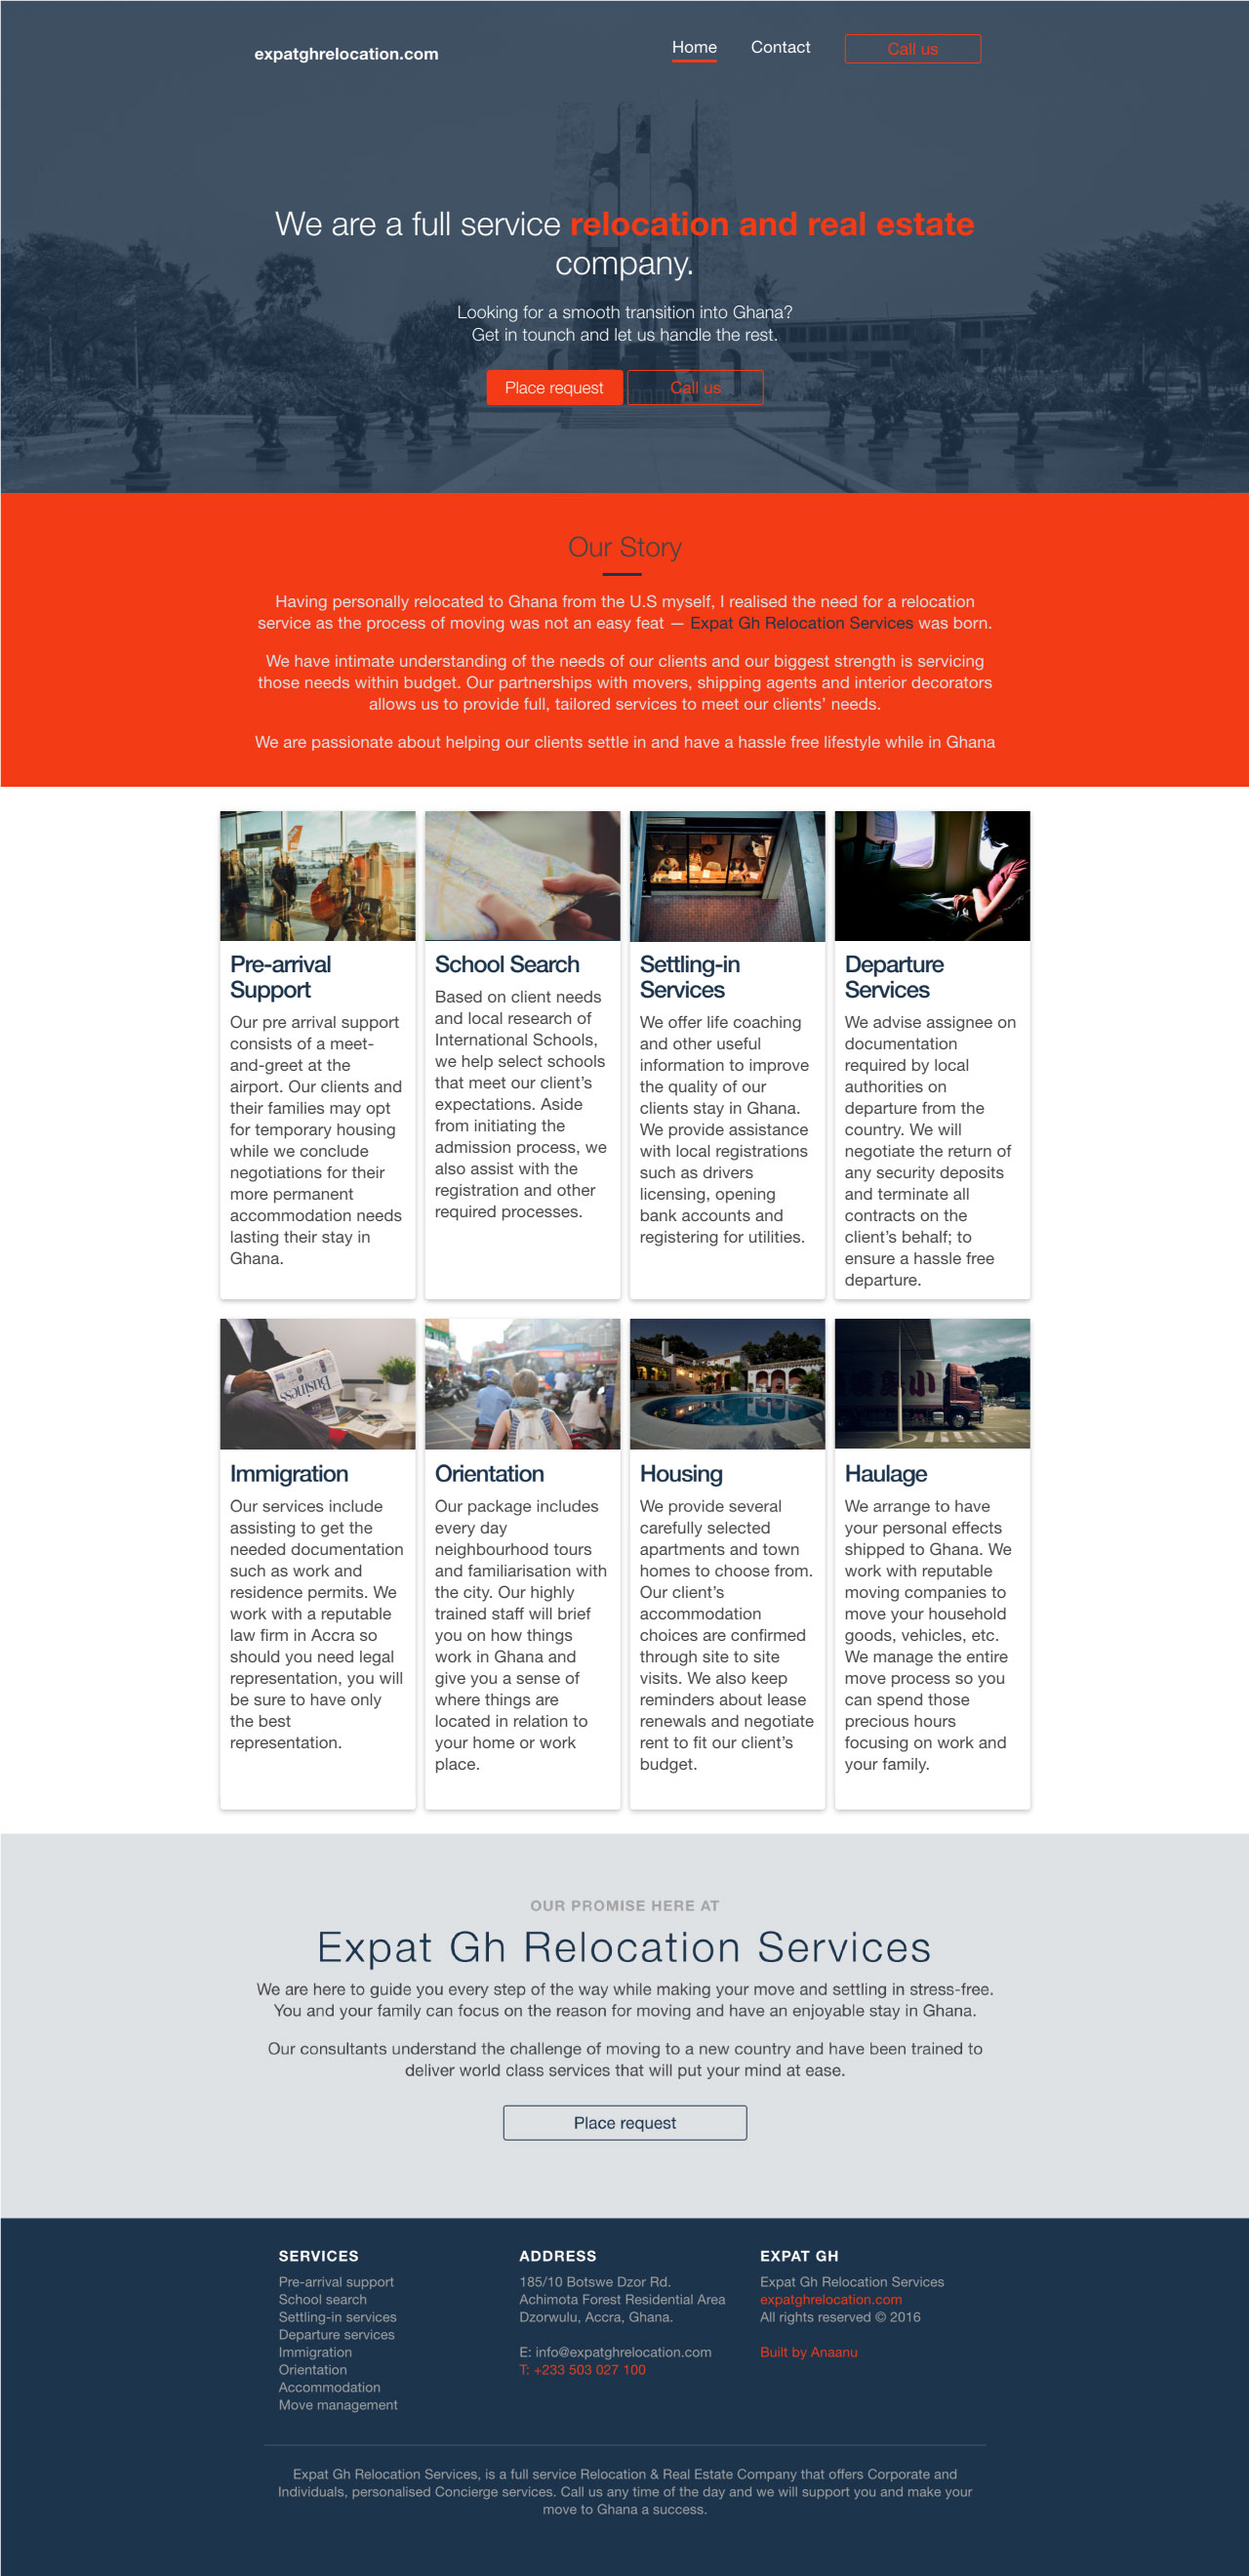 expatghrelocation.com
Home
Contact
Call us
We are a full service relocation and real estate
company.
Looking for a smooth transition into Ghana?
Get in tounch and let us handle the rest.
Place request
Call us
Our Story
Having personally relocated to Ghana from the U.S myself, I realised the need for a relocation
service as the process of moving was not an easy feat — Expat Gh Relocation Services was born.
We have intimate understanding of the needs of our clients and our biggest strength is servicing
those needs within budget. Our partnerships with movers, shipping agents and interior decorators
allows us to provide full, tailored services to meet our clients’ needs.
We are passionate about helping our clients settle in and have a hassle free lifestyle while in Ghana
Pre-arrival
Support
Our pre arrival support
consists of a meet-
and-greet at the
airport. Our clients and
their families may opt
for temporary housing
while we conclude
negotiations for their
more permanent
accommodation needs
lasting their stay in
Ghana.
School Search
Based on client needs
and local research of
International Schools,
we help select schools
that meet our client’s
expectations. Aside
from initiating the
admission process, we
also assist with the
registration and other
required processes.
Settling-in
Services
We offer life coaching
and other useful
information to improve
the quality of our
clients stay in Ghana.
We provide assistance
with local registrations
such as drivers
licensing, opening
bank accounts and
registering for utilities.
Departure
Services
We advise assignee on
documentation
required by local
authorities on
departure from the
country. We will
negotiate the return of
any security deposits
and terminate all
contracts on the
client’s behalf; to
ensure a hassle free
departure.
Business
Immigration
Our services include
assisting to get the
needed documentation
such as work and
residence permits. We
work with a reputable
law firm in Accra so
should you need legal
representation, you will
be sure to have only
the best
representation.
Orientation
Our package includes
every day
neighbourhood tours
and familiarisation with
the city. Our highly
trained staff will brief
you on how things
work in Ghana and
give you a sense of
where things are
located in relation to
your home or work
place.
Housing
We provide several
carefully selected
apartments and town
homes to choose from.
Our client’s
accommodation
choices are confirmed
through site to site
visits. We also keep
reminders about lease
renewals and negotiate
rent to fit our client’s
budget.
Haulage
We arrange to have
your personal effects
shipped to Ghana. We
work with reputable
moving companies to
move your household
goods, vehicles, etc.
We manage the entire
move process so you
can spend those
precious hours
focusing on work and
your family.
OUR PROMISE HERE AT
Expat Gh Relocation Services
We are here to guide you every step of the way while making your move and settling in stress-free.
You and your family can focus on the reason for moving and have an enjoyable stay in Ghana.
Our consultants understand the challenge of moving to a new country and have been trained to
deliver world class services that will put your mind at ease.
Place request
SERVICES
Pre-arrival support
School search
Settling-in services
Departure services
Immigration
Orientation
Accommodation
Move management
ADDRESS
185/10 Botswe Dzor Rd.
Achimota Forest Residential Area
Dzorwulu, Accra, Ghana.
E: info@expatghrelocation.com
T: +233 503 027 100
EXPAT GH
Expat Gh Relocation Services
expatghrelocation.com
All rights reserved © 2016
Built by Anaanu
Expat Gh Relocation Services, is a full service Relocation & Real Estate Company that offers Corporate and
Individuals, personalised Concierge services. Call us any time of the day and we will support you and make your
move to Ghana a success.